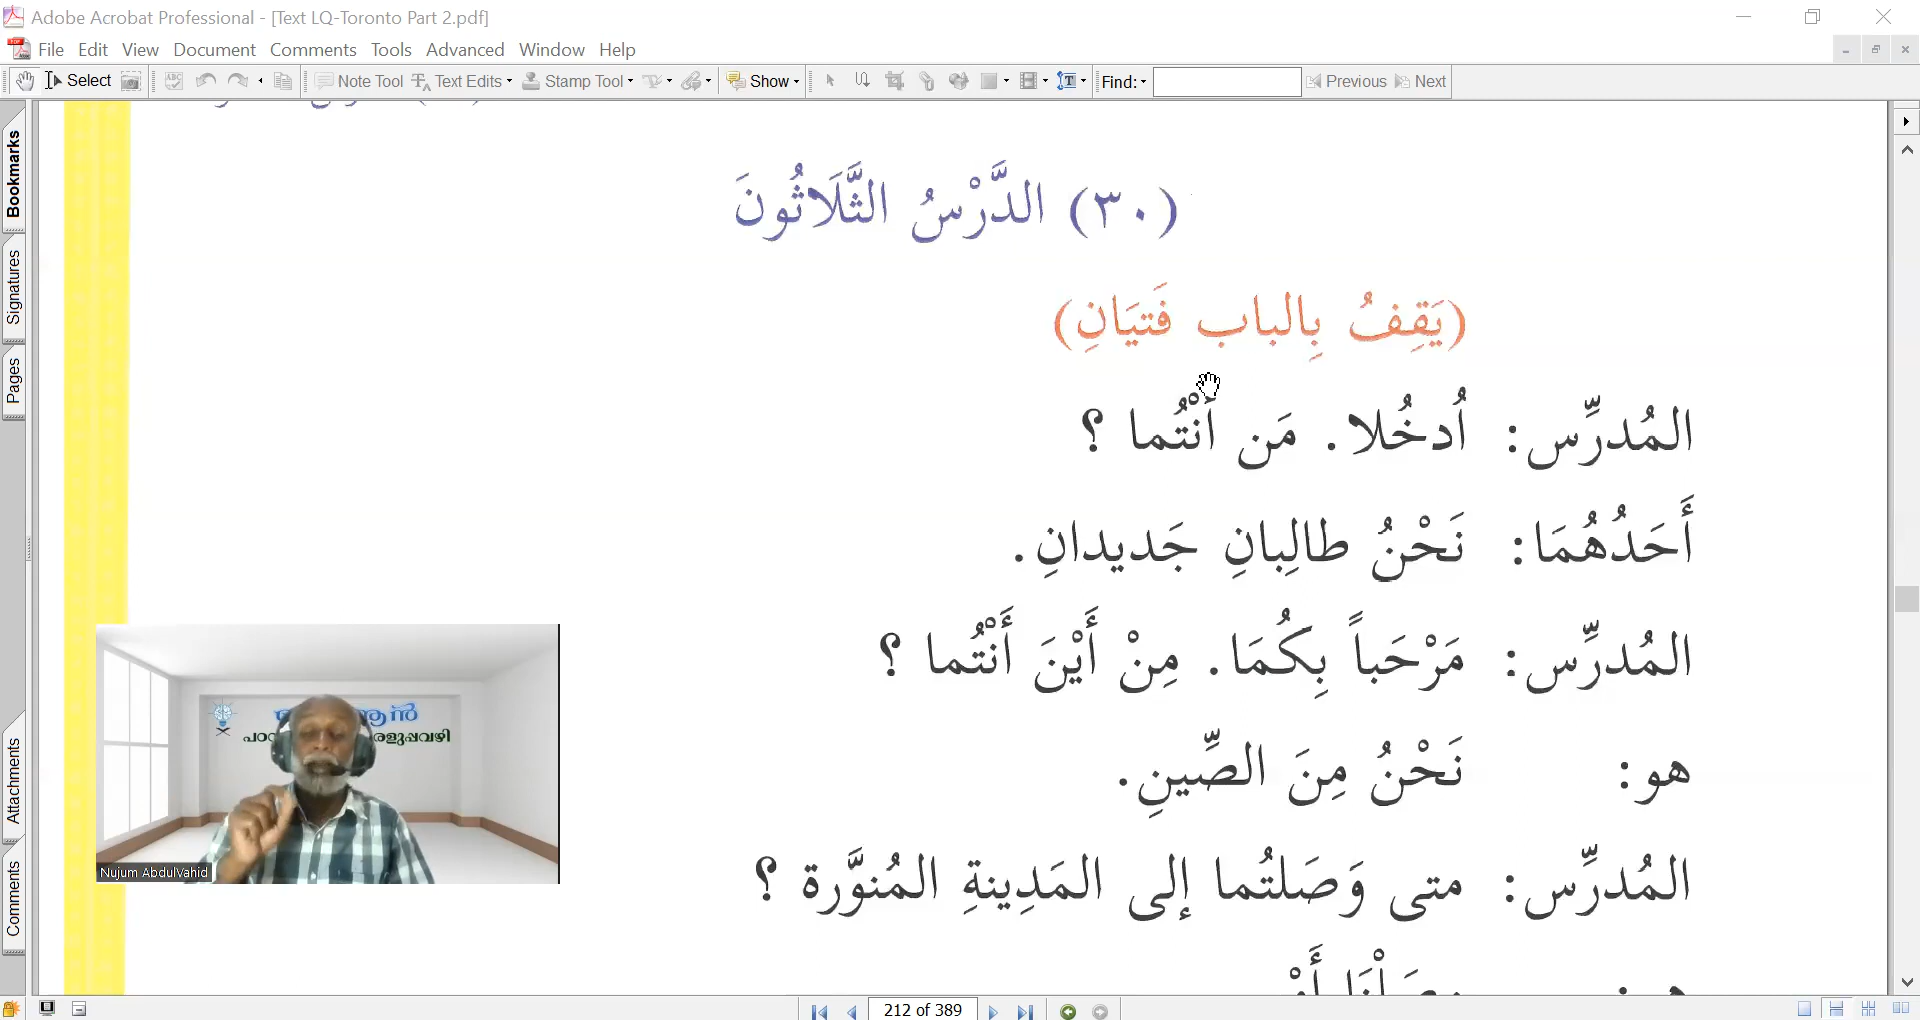 Adobe Acrobat Professional - [Text LQ-Toronto Part 2.pdf]
File Edit View Document Comments Tools Advanced Window Help
Select Note Tool Text Edits Stamp Tool Show Find: Previous Next
Bookmarks
Signatures
Pages
Attachments
Comments
(٣٠) الدَّرْسُ الثَّلَاثُونَ
(يَقِفُ بِالباب فَتَيَانِ)
المُدرِّس: اُدخُلا. مَن أَنْتُما ؟
أَحَدُهُمَا: نَحْنُ طالِبانِ جَديدانِ.
المُدرِّس: مَرْحَباً بِكُمَا. مِنْ أَيْنَ أَنْتُما ؟
هو: نَحْنُ مِنَ الصِّينِ.
المُدرِّس: متى وَصَلتُما إلى المَدِينةِ المُنوَّرة ؟
Nujum AbdulVahid
212 of 389